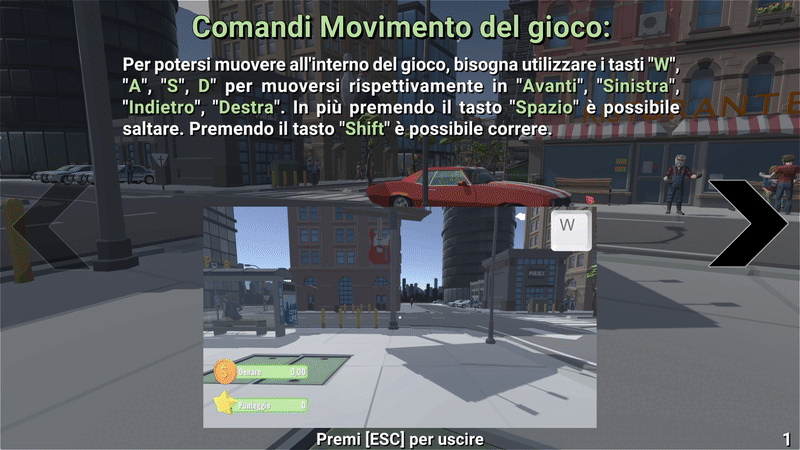 Comandi Movimento del gioco:
Per potersi muovere all'interno del gioco, bisogna utilizzare i tasti "W",
"A", "S", D" per muoversi rispettivamente in "Avanti", "Sinistra",
"Indietro", "Destra". In più premendo il tasto "Spazio" è possibile
saltare. Premendo il tasto "Shift" è possibile correre.
W
Denaro 0,00
Punteggio 0
Premi [ESC] per uscire
1